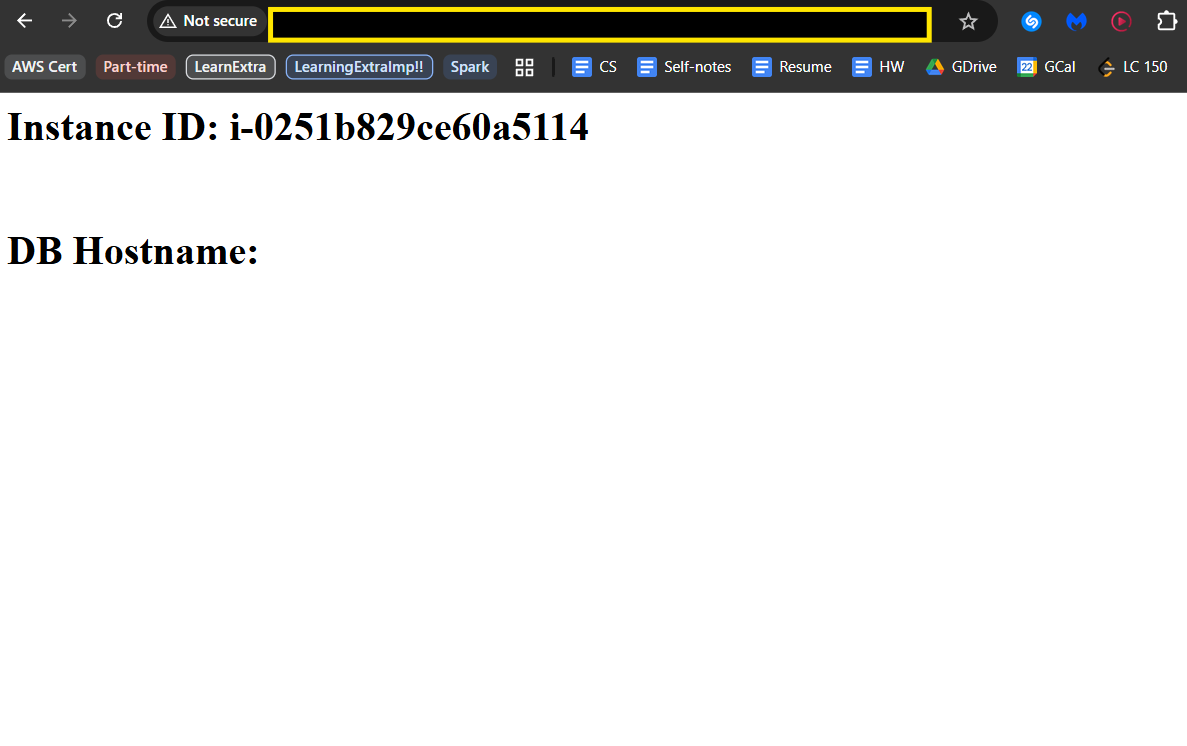 Not secure
AWS Cert Part-time LearnExtra LearningExtraImp!! Spark CS Self-notes Resume HW GDrive 22 GCal LC 150
Instance ID: i-0251b829ce60a5114
DB Hostname: